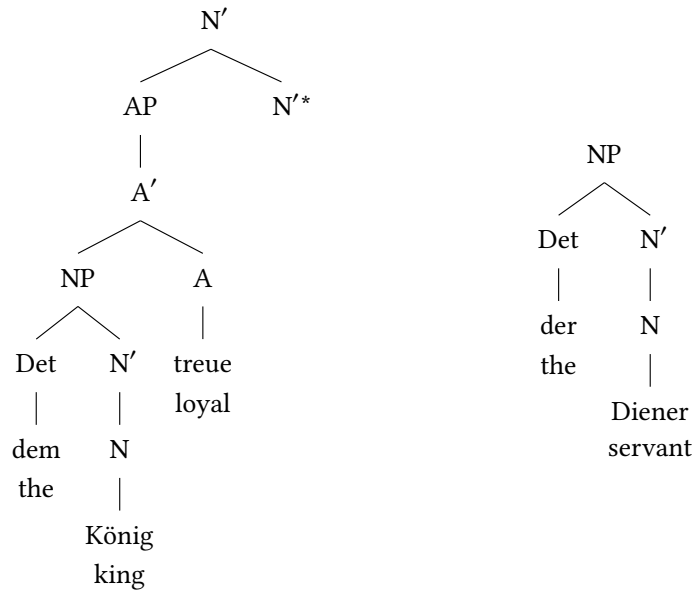 N′
AP N′*
NP
A′
Det N′
NP A
der
the
N
Det N′ treue
loyal
Diener
servant
dem
the
N
König
king